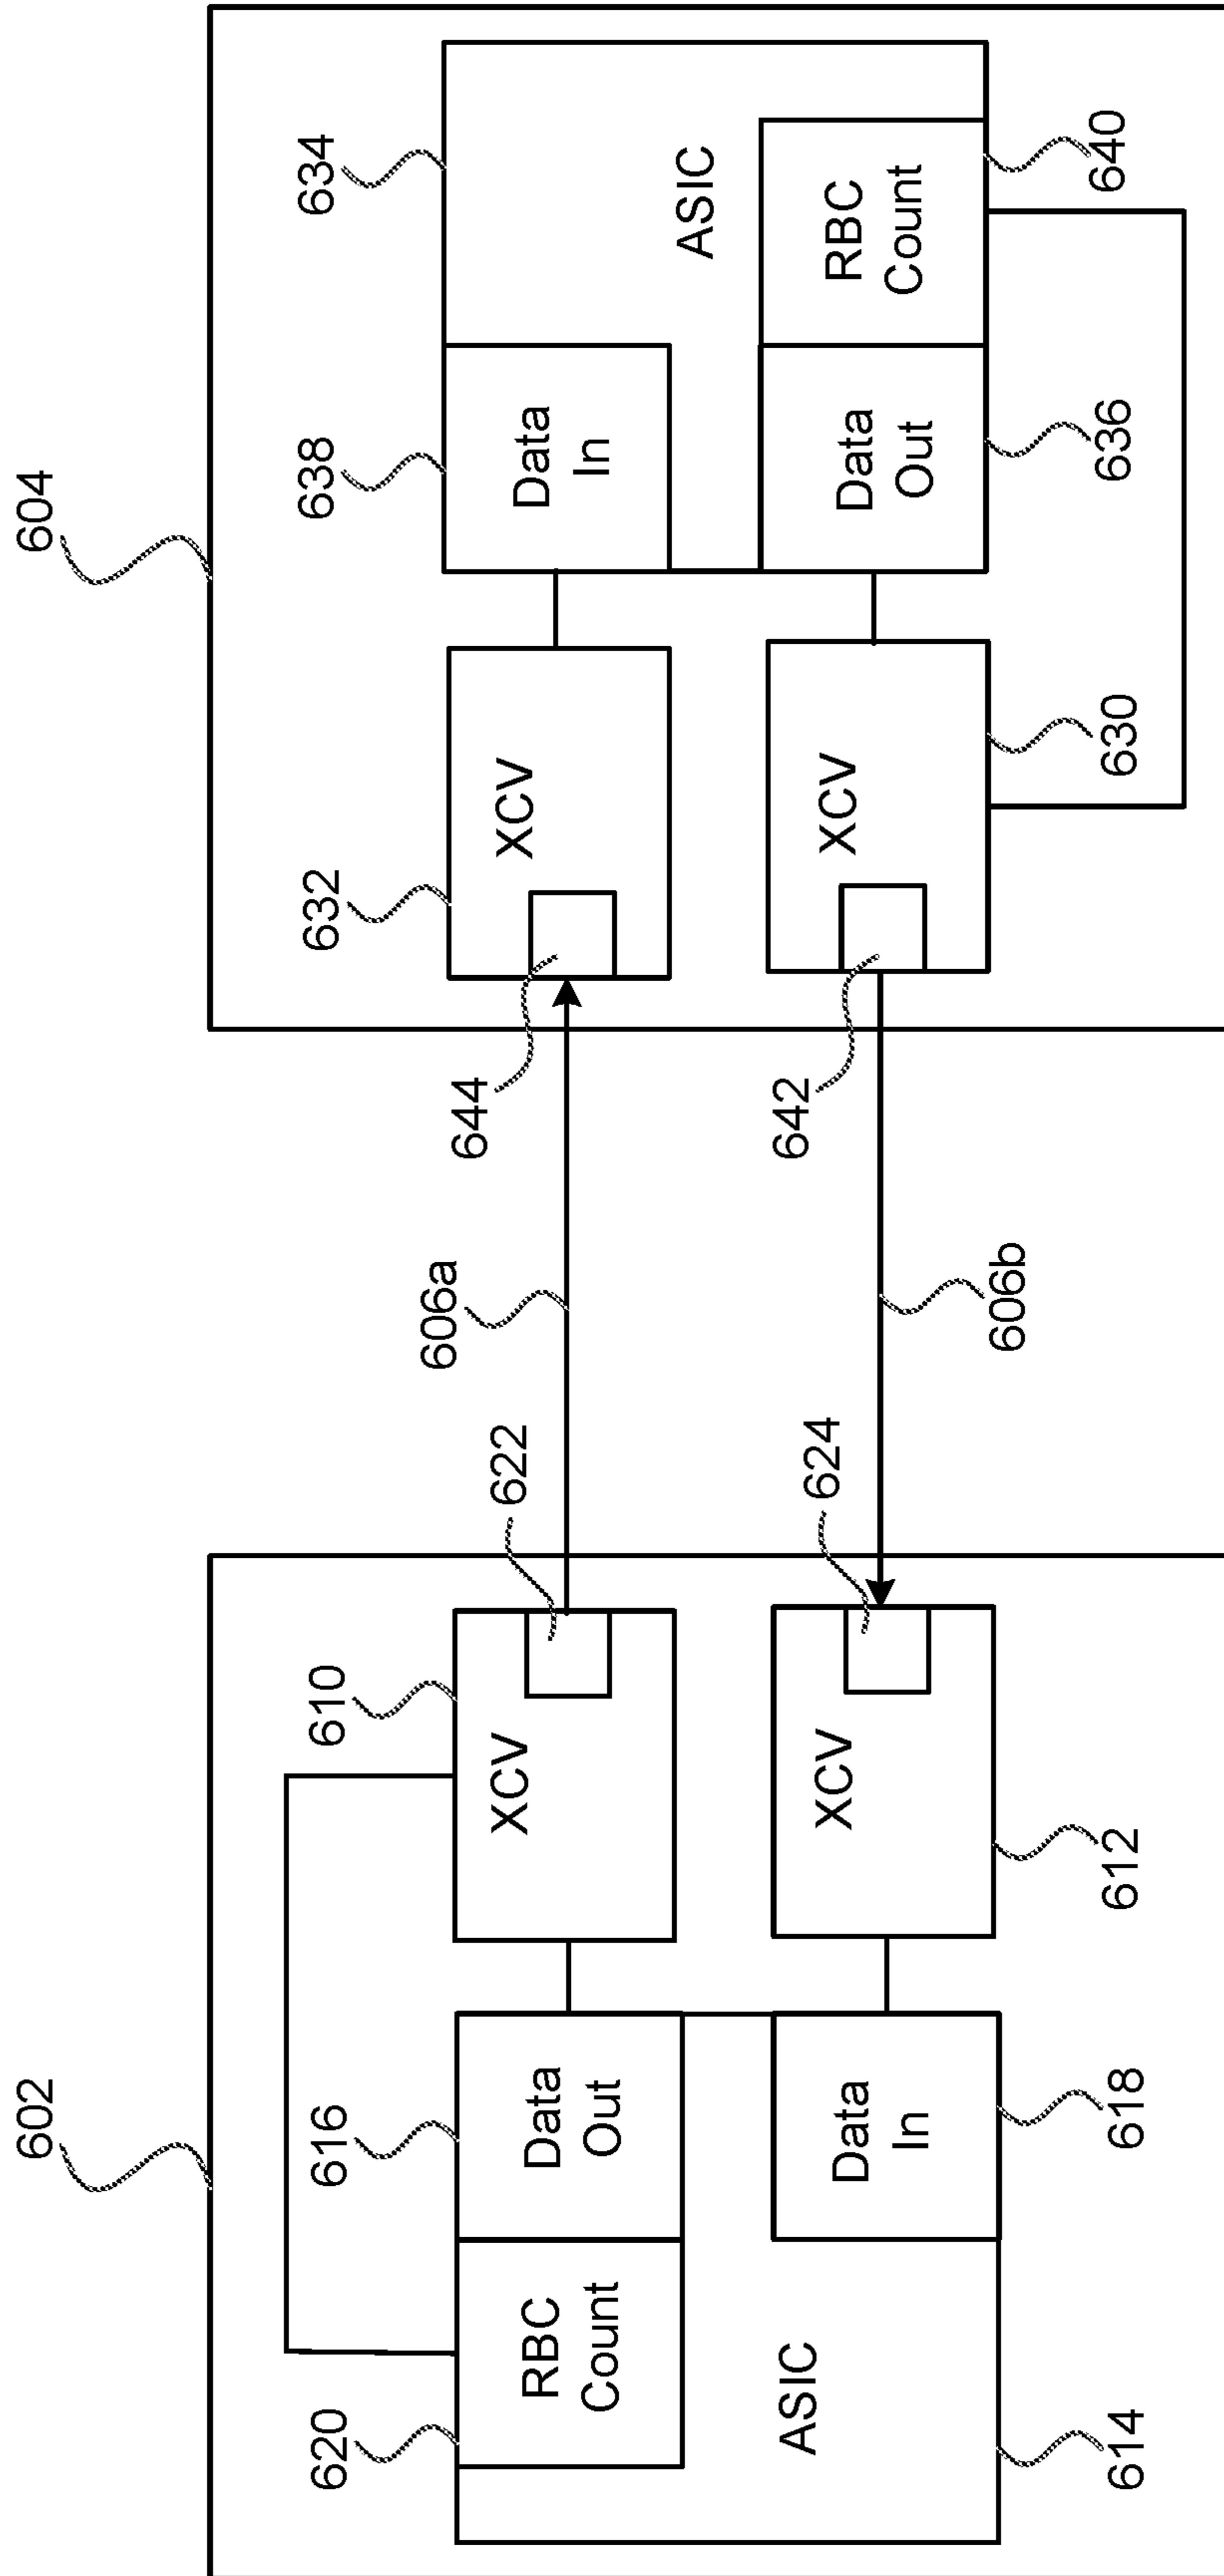 602
604
620
616
610
632
638
634
RBC
Count
Data
Out
XCV
622
606a
644
XCV
Data
In
ASIC
ASIC
Data
In
XCV
624
642
XCV
Data
Out
RBC
Count
614
618
612
606b
630
636
640